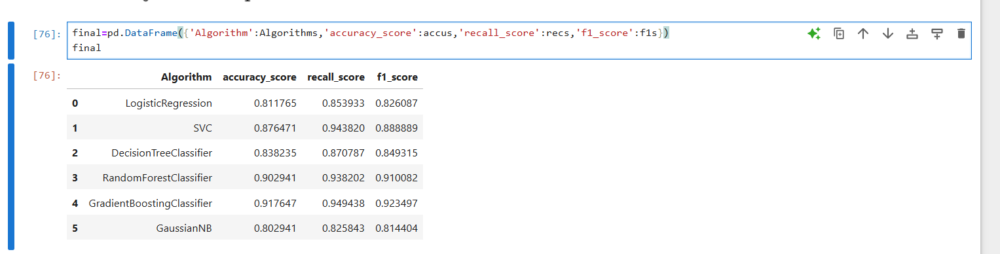 [76]: final=pd.DataFrame({'Algorithm':Algorithms,'accuracy_score':accus,'recall_score':recs,'f1_score':f1s})
final
[76]: Algorithm accuracy_score recall_score f1_score
0 LogisticRegression 0.811765 0.853933 0.826087
1 SVC 0.876471 0.943820 0.888889
2 DecisionTreeClassifier 0.838235 0.870787 0.849315
3 RandomForestClassifier 0.902941 0.938202 0.910082
4 GradientBoostingClassifier 0.917647 0.949438 0.923497
5 GaussianNB 0.802941 0.825843 0.814404